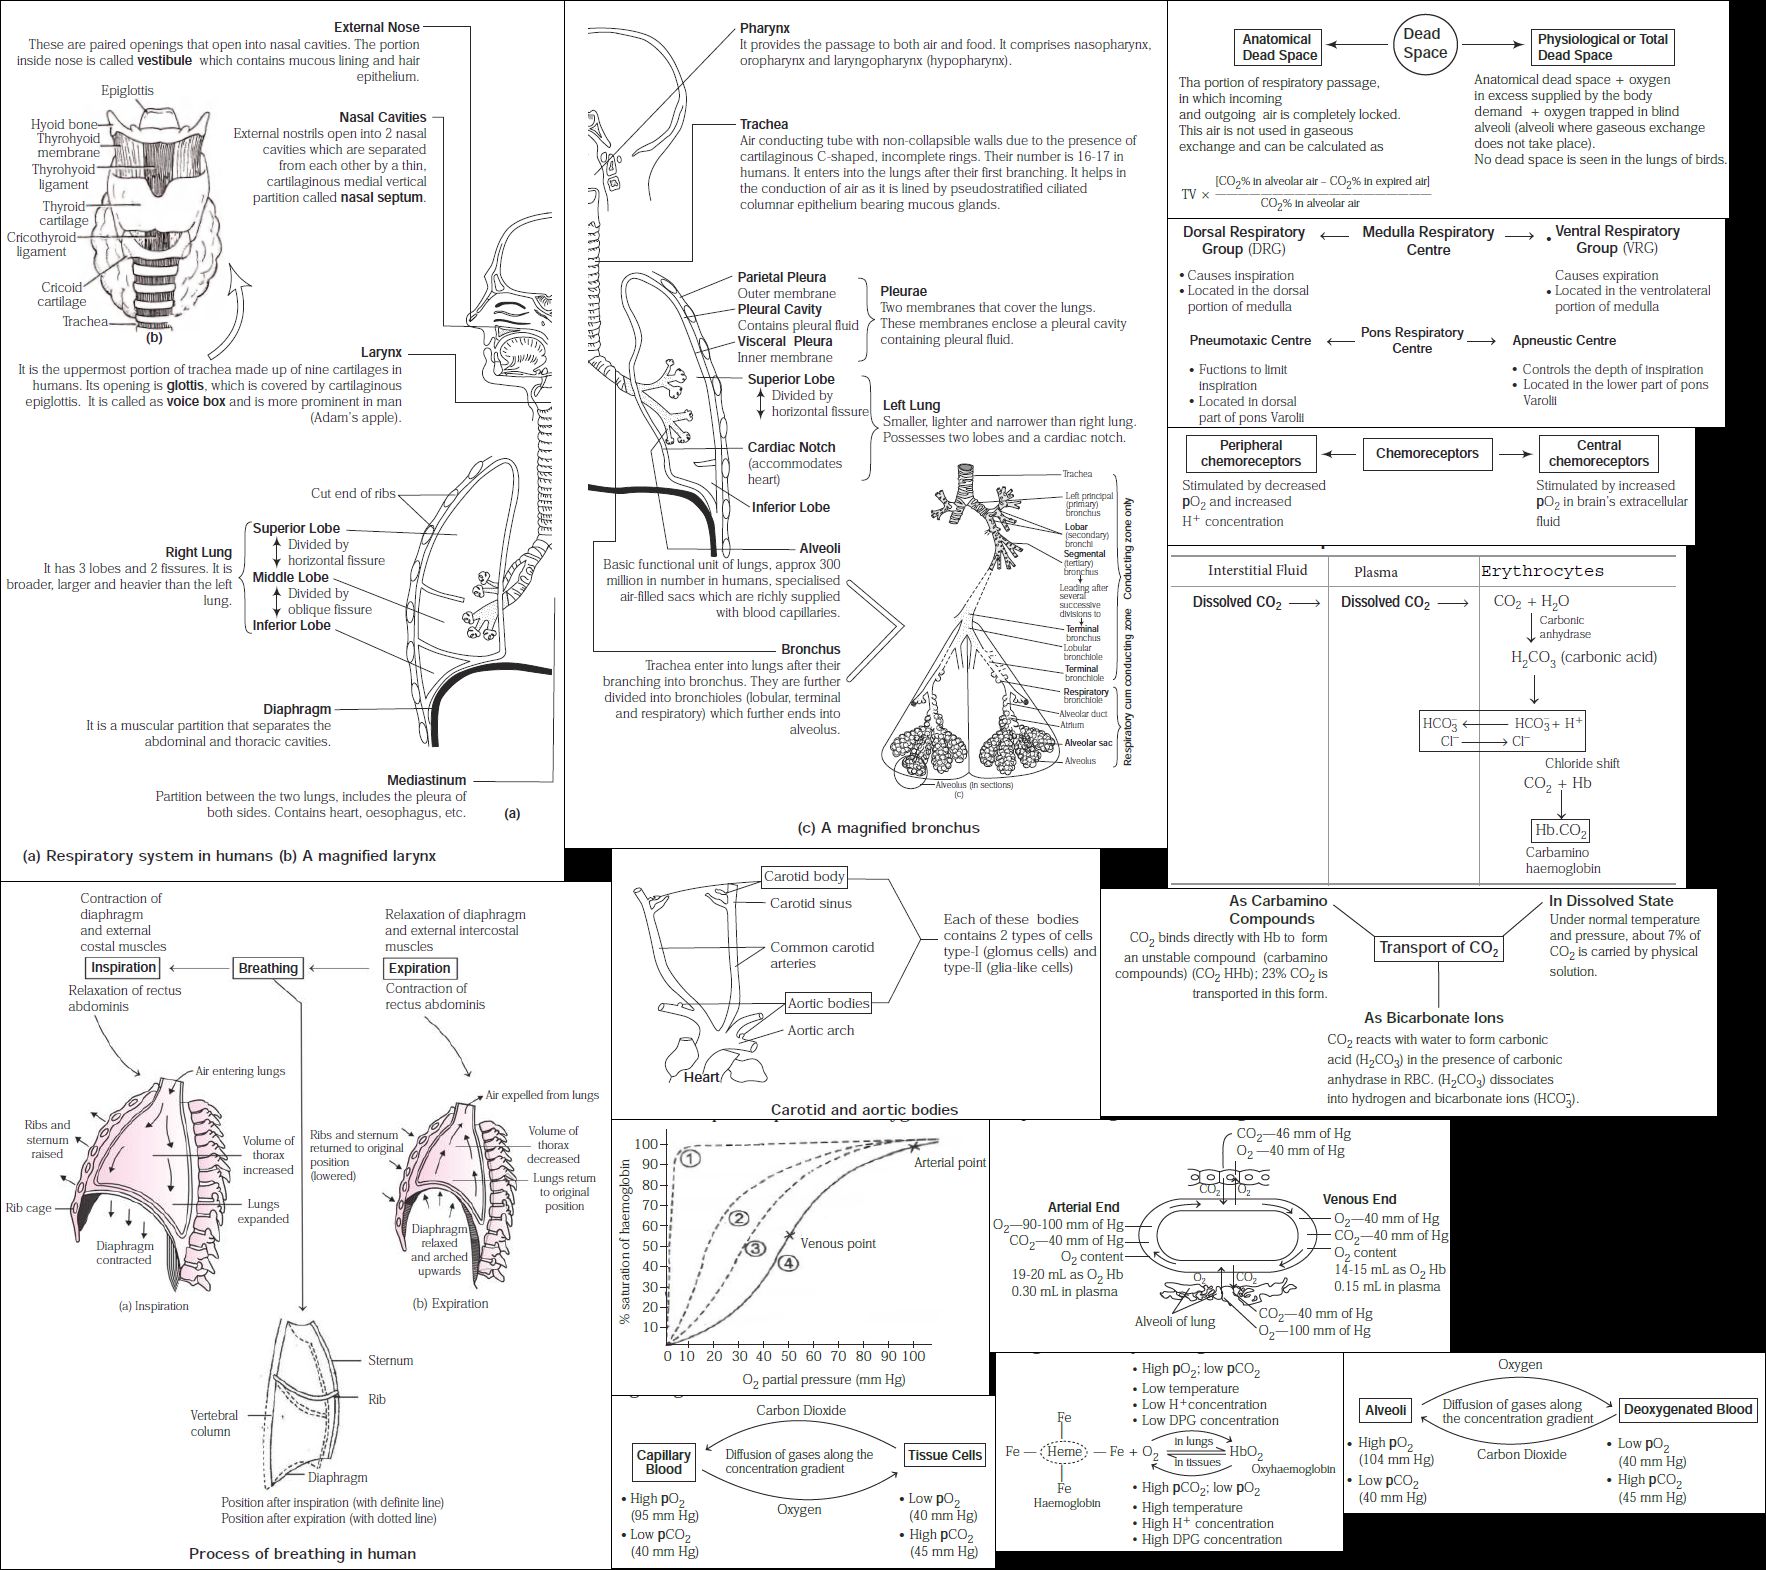 External Nose
These are paired openings that open into nasal cavities. The portion
inside nose is called vestibule which contains mucous lining and hair
epithelium.
Epiglottis
Hyoid bone
Thyrohyoid
membrane
Thyrohyoid
ligament
Thyroid
cartilage
Cricothyroid
ligament
Cricoid
cartilage
Trachea
(b)
Nasal Cavities
External nostrils open into 2 nasal
cavities which are separated
from each other by a thin,
cartilaginous medial vertical
partition called nasal septum.
Larynx
It is the uppermost portion of trachea made up of nine cartilages in
humans. Its opening is glottis, which is covered by cartilaginous
epiglottis. It is called as voice box and is more prominent in man
(Adam's apple).
Cut end of ribs
Superior Lobe
Divided by
horizontal fissure
Middle Lobe
Divided by
oblique fissure
Inferior Lobe
Right Lung
It has 3 lobes and 2 fissures. It is
broader, larger and heavier than the left
lung.
Diaphragm
It is a muscular partition that separates the
abdominal and thoracic cavities.
Mediastinum
Partition between the two lungs, includes the pleura of
both sides. Contains heart, oesophagus, etc.
(a)
(a) Respiratory system in humans (b) A magnified larynx
Pharynx
It provides the passage to both air and food. It comprises nasopharynx,
oropharynx and laryngopharynx (hypopharynx).
Trachea
Air conducting tube with non-collapsible walls due to the presence of
cartilaginous C-shaped, incomplete rings. Their number is 16-17 in
humans. It enters into the lungs after their first branching. It helps in
the conduction of air as it is lined by pseudostratified ciliated
columnar epithelium bearing mucous glands.
Parietal Pleura
Outer membrane
Pleural Cavity
Contains pleural fluid
Visceral Pleura
Inner membrane
Pleurae
Two membranes that cover the lungs.
These membranes enclose a pleural cavity
containing pleural fluid.
Superior Lobe
Divided by
horizontal fissure
Cardiac Notch
(accommodates
heart)
Inferior Lobe
Left Lung
Smaller, lighter and narrower than right lung.
Possesses two lobes and a cardiac notch.
Alveoli
Basic functional unit of lungs, approx 300
million in number in humans, specialised
air-filled sacs which are richly supplied
with blood capillaries.
Bronchus
Trachea enter into lungs after their
branching into bronchus. They are further
divided into bronchioles (lobular, terminal
and respiratory) which further ends into
alveolus.
Trachea
Left principal
(primary)
bronchus
Lobar
(secondary)
bronchi
Segmental
(tertiary)
bronchus
Leading after
several
successive
divisions to
Terminal
bronchus
Lobular
bronchiole
Terminal
bronchiole
Respiratory
bronchiole
Alveolar duct
Atrium
Alveolar sac
Alveolus
Alveolus (in sections)
(c)
Conducting zone only
Respiratory cum conducting zone
(c) A magnified bronchus
Dead
Space
Anatomical
Dead Space
Tha portion of respiratory passage,
in which incoming
and outgoing air is completely locked.
This air is not used in gaseous
exchange and can be calculated as
TV × [CO2% in alveolar air – CO2% in expired air]
CO2% in alveolar air
Physiological or Total
Dead Space
Anatomical dead space + oxygen
in excess supplied by the body
demand + oxygen trapped in blind
alveoli (alveoli where gaseous exchange
does not take place).
No dead space is seen in the lungs of birds.
Dorsal Respiratory
Group (DRG)
Medulla Respiratory
Centre
• Ventral Respiratory
Group (VRG)
• Causes inspiration
• Located in the dorsal
portion of medulla
Causes expiration
• Located in the ventrolateral
portion of medulla
Pneumotaxic Centre
Pons Respiratory
Centre
Apneustic Centre
• Fuctions to limit
inspiration
• Located in dorsal
part of pons Varolii
• Controls the depth of inspiration
• Located in the lower part of pons
Varolii
Peripheral
chemoreceptors
Chemoreceptors
Central
chemoreceptors
Stimulated by decreased
pO2 and increased
H+ concentration
Stimulated by increased
pO2 in brain's extracellular
fluid
Interstitial Fluid
Plasma
Erythrocytes
Dissolved CO2 → Dissolved CO2 → CO2 + H2O
Carbonic
anhydrase
H2CO3 (carbonic acid)
HCO3− ← HCO3− + H+
Cl− → Cl−
Chloride shift
CO2 + Hb
Hb.CO2
Carbamino
haemoglobin
Contraction of
diaphragm
and external
costal muscles
Inspiration
Relaxation of rectus
abdominis
Breathing
Relaxation of diaphragm
and external intercostal
muscles
Expiration
Contraction of
rectus abdominis
Air entering lungs
Ribs and
sternum
raised
Volume of
thorax
increased
Rib cage
Lungs
expanded
Diaphragm
contracted
(a) Inspiration
Air expelled from lungs
Ribs and sternum
returned to original
position
(lowered)
Volume of
thorax
decreased
Lungs return
to original
position
Diaphragm
relaxed
and arched
upwards
(b) Expiration
Sternum
Rib
Vertebral
column
Diaphragm
Position after inspiration (with definite line)
Position after expiration (with dotted line)
Process of breathing in human
Carotid body
Carotid sinus
Common carotid
arteries
Aortic bodies
Aortic arch
Heart
Each of these bodies
contains 2 types of cells
type-I (glomus cells) and
type-II (glia-like cells)
Carotid and aortic bodies
As Carbamino
Compounds
CO2 binds directly with Hb to form
an unstable compound (carbamino
compounds) (CO2 HHb); 23% CO2 is
transported in this form.
Transport of CO2
In Dissolved State
Under normal temperature
and pressure, about 7% of
CO2 is carried by physical
solution.
As Bicarbonate Ions
CO2 reacts with water to form carbonic
acid (H2CO3) in the presence of carbonic
anhydrase in RBC. (H2CO3) dissociates
into hydrogen and bicarbonate ions (HCO3−).
% saturation of haemoglobin
100
90
80
70
60
50
40
30
20
10
0 10 20 30 40 50 60 70 80 90 100
O2 partial pressure (mm Hg)
1
2
3
4
Arterial point
Venous point
CO2—46 mm of Hg
O2—40 mm of Hg
CO2 O2
Arterial End
O2—90-100 mm of Hg
CO2—40 mm of Hg
O2 content
19-20 mL as O2 Hb
0.30 mL in plasma
Venous End
O2—40 mm of Hg
CO2—40 mm of Hg
O2 content
14-15 mL as O2 Hb
0.15 mL in plasma
O2 CO2
Alveoli of lung
CO2—40 mm of Hg
O2—100 mm of Hg
Carbon Dioxide
Capillary
Blood
Diffusion of gases along the
concentration gradient
Tissue Cells
Oxygen
• High pO2
(95 mm Hg)
• Low pCO2
(40 mm Hg)
• Low pO2
(40 mm Hg)
• High pCO2
(45 mm Hg)
• High pO2; low pCO2
• Low temperature
• Low H+concentration
• Low DPG concentration
Fe
Fe — Heme — Fe + O2 in lungs HbO2
in tissues
Oxyhaemoglobin
Fe
Haemoglobin
• High pCO2; low pO2
• High temperature
• High H+ concentration
• High DPG concentration
Oxygen
Alveoli
Diffusion of gases along
the concentration gradient
Deoxygenated Blood
Carbon Dioxide
• High pO2
(104 mm Hg)
• Low pCO2
(40 mm Hg)
• Low pO2
(40 mm Hg)
• High pCO2
(45 mm Hg)